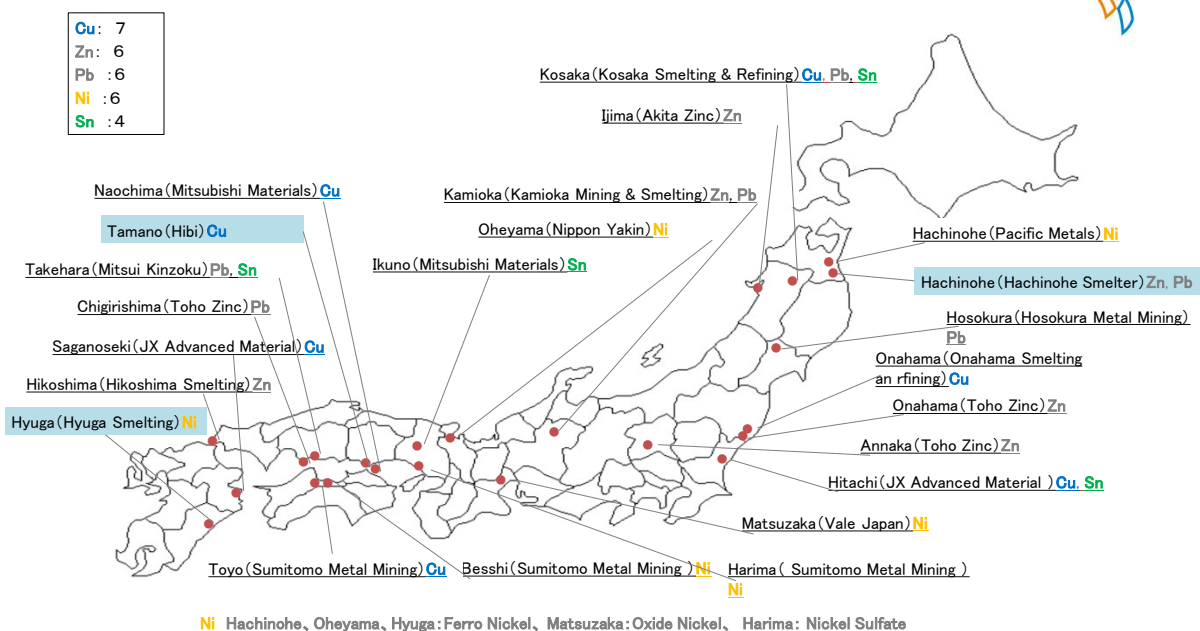 Cu: 7
Zn: 6
Pb :6
Ni :6
Sn :4
Kosaka(Kosaka Smelting & Refining)Cu, Pb, Sn
Ijima(Akita Zinc)Zn
Naochima(Mitsubishi Materials)Cu
Kamioka(Kamioka Mining & Smelting)Zn, Pb
Tamano(Hibi)Cu
Oheyama(Nippon Yakin)Ni
Hachinohe(Pacific Metals)Ni
Takehara(Mitsui Kinzoku)Pb, Sn
Ikuno(Mitsubishi Materials)Sn
Hachinohe(Hachinohe Smelter)Zn, Pb
Chigirishima(Toho Zinc)Pb
Hosokura(Hosokura Metal Mining)
Pb
Saganoseki(JX Advanced Material)Cu
Onahama(Onahama Smelting
an rfining)Cu
Hikoshima(Hikoshima Smelting)Zn
Onahama(Toho Zinc)Zn
Hyuga(Hyuga Smelting)Ni
Annaka(Toho Zinc)Zn
Hitachi(JX Advanced Material )Cu, Sn
Matsuzaka(Vale Japan)Ni
Toyo(Sumitomo Metal Mining)Cu
Besshi(Sumitomo Metal Mining )Ni
Harima( Sumitomo Metal Mining )
Ni
Ni Hachinohe、Oheyama、Hyuga:Ferro Nickel、 Matsuzaka:Oxide Nickel、 Harima: Nickel Sulfate